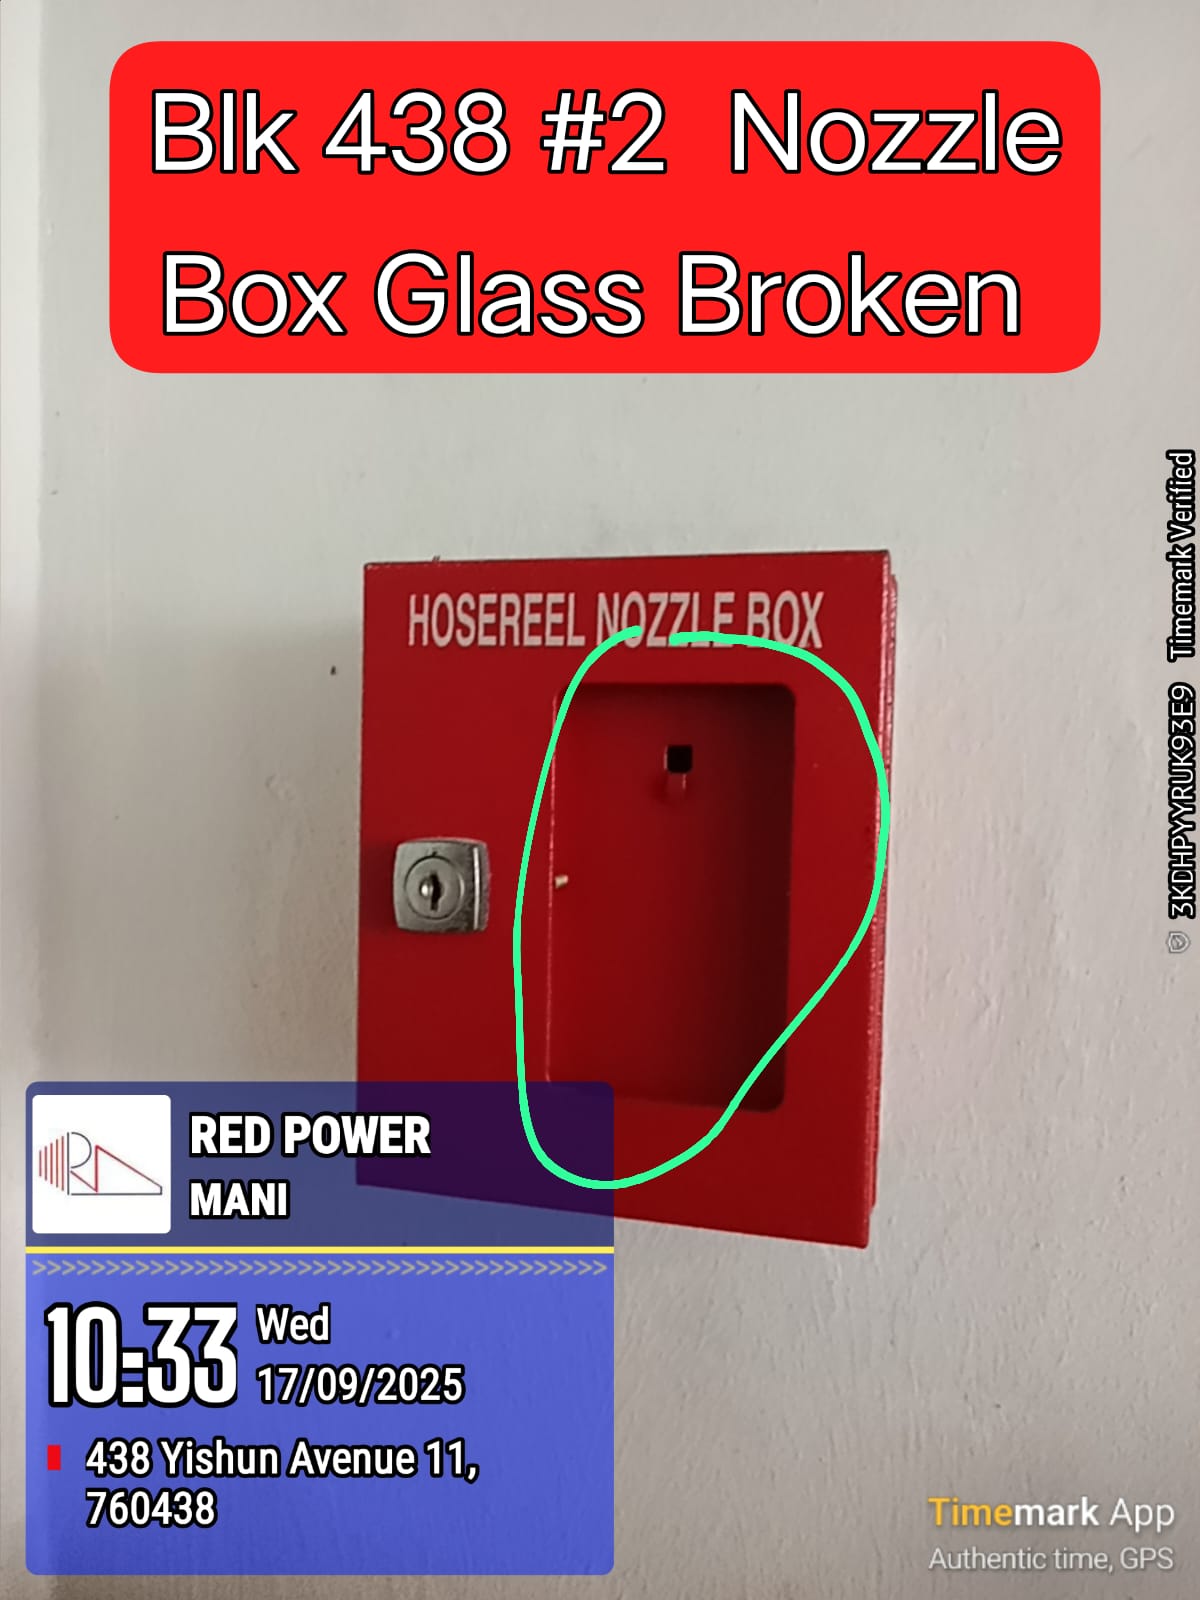 Blk 438 #2  Nozzle
Box Glass Broken
HOSEREEL NOZZLE BOX
RED POWER
MANI
>>>>>>>>>>>>>>>>>>>>>>>>>>>>>>>>>>>>>>>
10:33
Wed
17/09/2025
438 Yishun Avenue 11,
760438
Timemark App
Authentic time, GPS
3KDHPYYRUK93E9 Timemark Verified